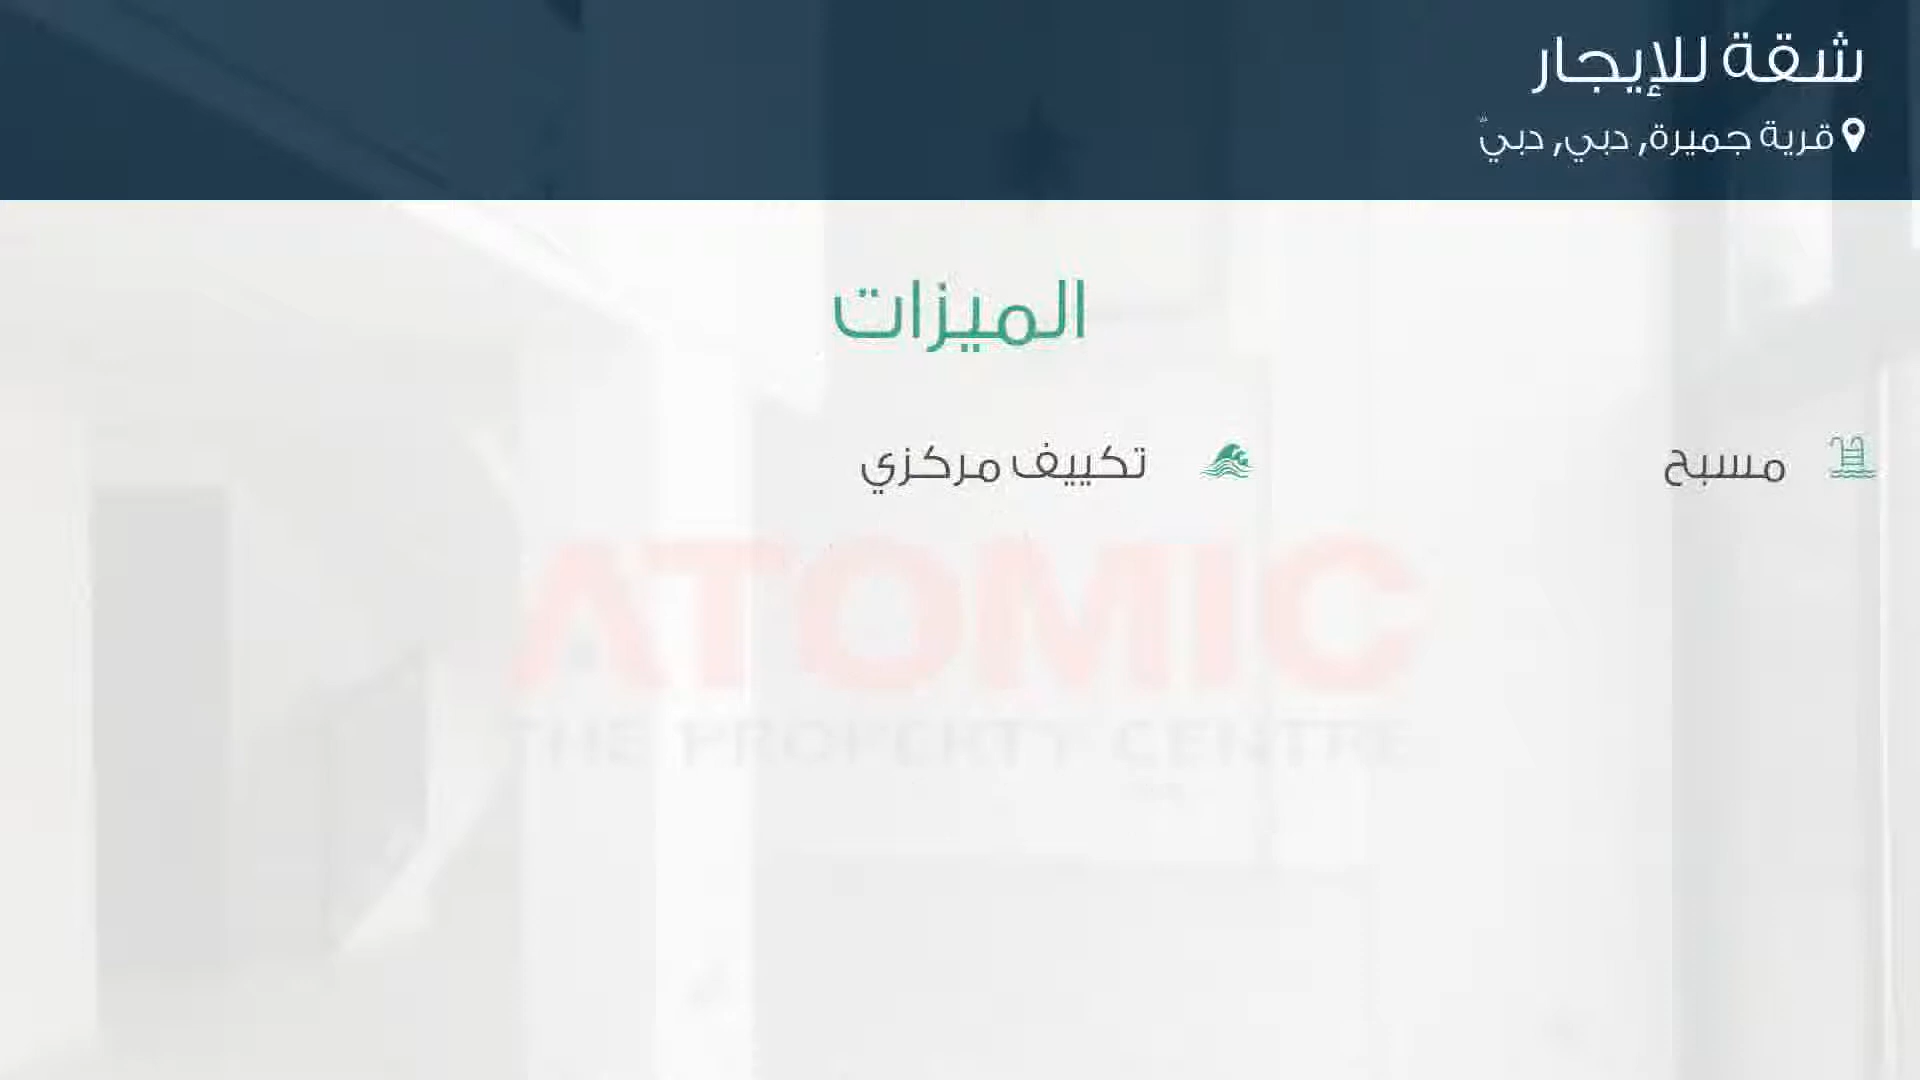 شقة للإيجار
قرية جميرة, دبي, دبيّ
الميزات
مسبح
تكييف مركزي
ATOMIC
THE PROPERTY CENTRE